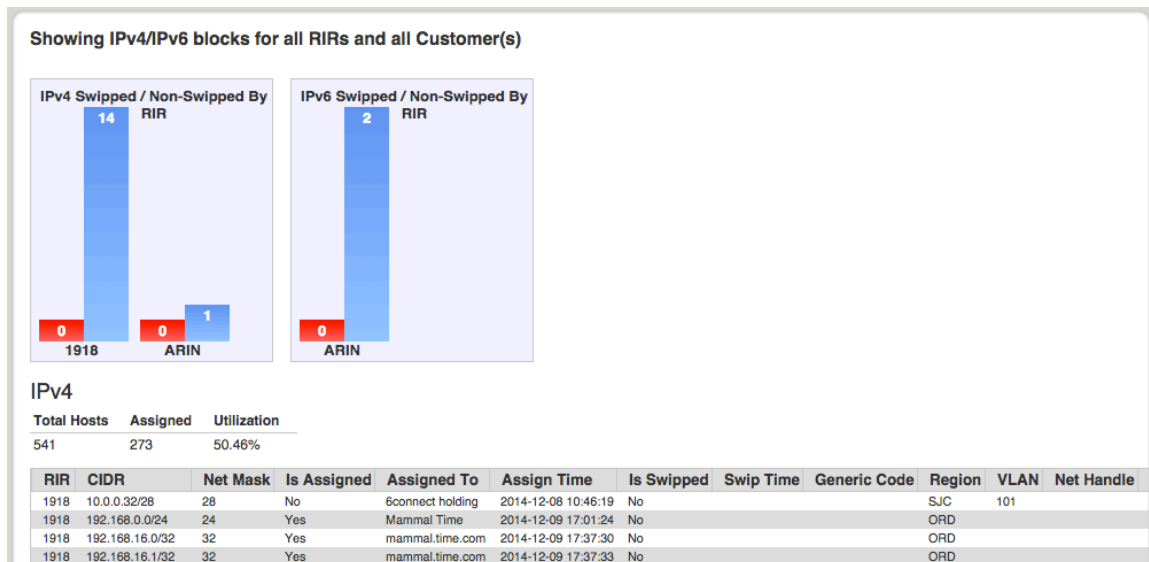 Showing IPv4/IPv6 blocks for all RIRs and all Customer(s)
IPv4 Swipped / Non-Swipped By RIR
14
0
0
1
1918
ARIN
IPv6 Swipped / Non-Swipped By RIR
2
0
ARIN
IPv4
Total Hosts Assigned Utilization
541 273 50.46%
RIR CIDR Net Mask Is Assigned Assigned To Assign Time Is Swipped Swip Time Generic Code Region VLAN Net Handle
1918 10.0.0.32/28 28 No 6connect holding 2014-12-08 10:46:19 No SJC 101
1918 192.168.0.0/24 24 Yes Mammal Time 2014-12-09 17:01:24 No ORD
1918 192.168.16.0/32 32 Yes mammal.time.com 2014-12-09 17:37:30 No ORD
1918 192.168.16.1/32 32 Yes mammal.time.com 2014-12-09 17:37:33 No ORD